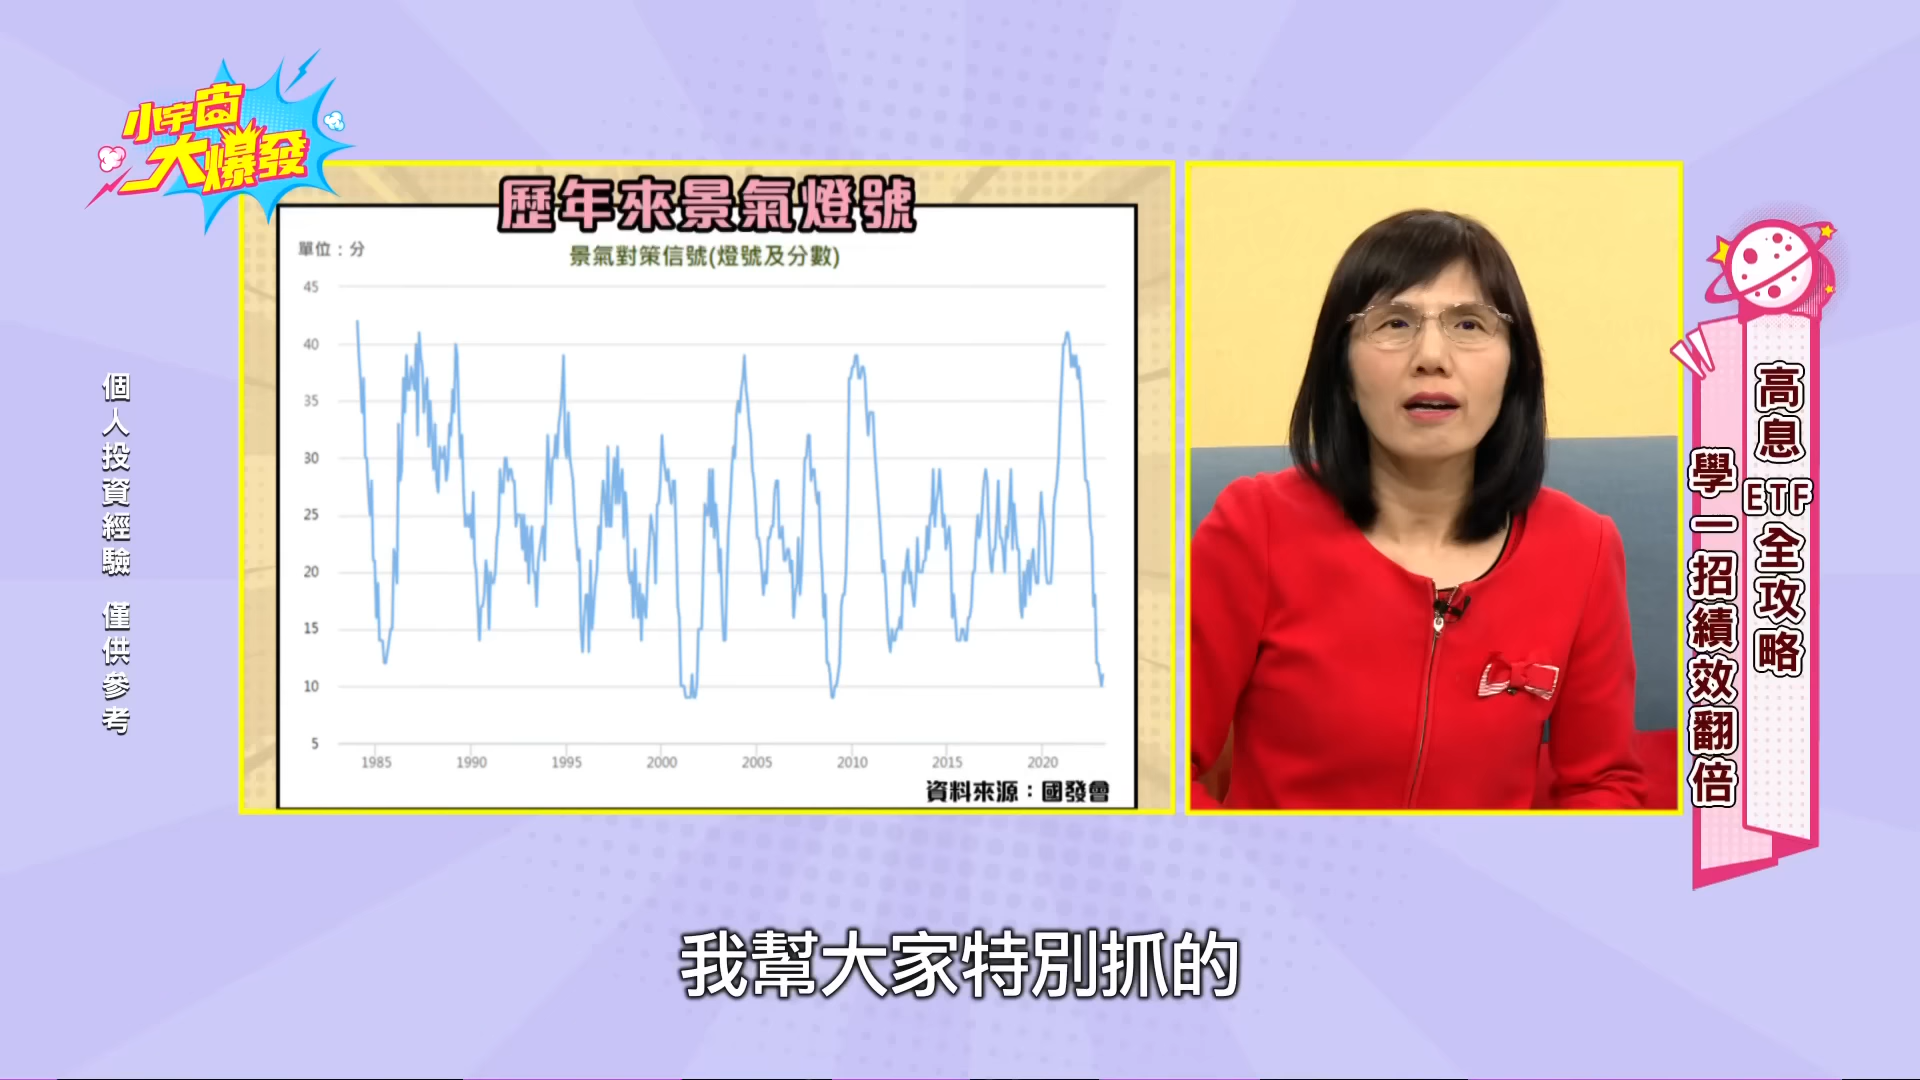 小宇宙
大爆發
歷年來景氣燈號
單位：分
景氣對策信號(燈號及分數)
45
40
35
30
25
20
15
10
5
1985
1990
1995
2000
2005
2010
2015
2020
資料來源：國發會
個人投資經驗 僅供參考
高息ETF全攻略
學一招績效翻倍
我幫大家特別抓的